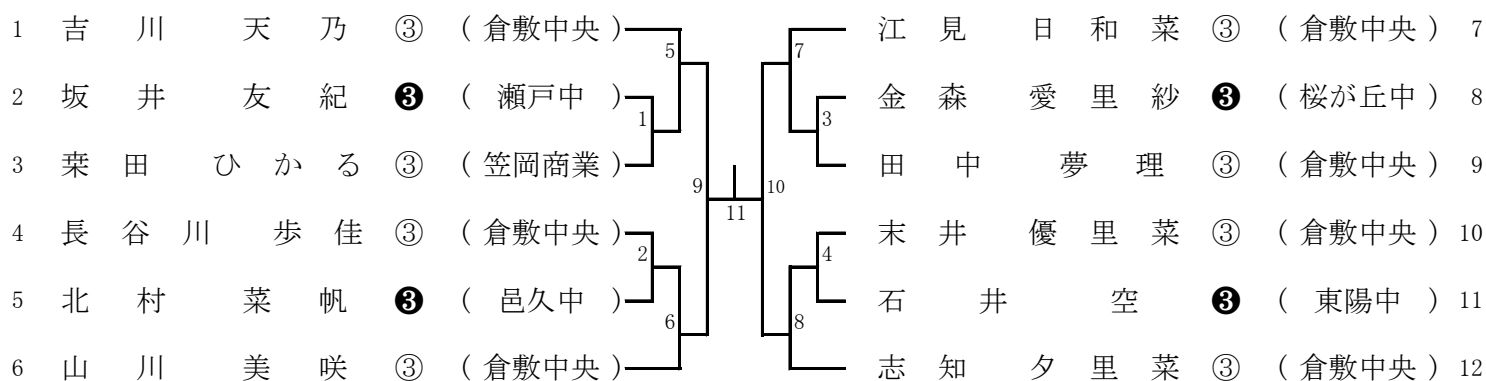 1 吉川 天乃 ③ (倉敷中央)
5
2 坂井 友紀 ❸ (瀬戸中)
1
3 桒田 ひかる ③ (笠岡商業)
9
4 長谷川 歩佳 ③ (倉敷中央)
2
5 北村 菜帆 ❸ (邑久中)
6
6 山川 美咲 ③ (倉敷中央)
11
江見 日和菜 ③ (倉敷中央) 7
7
金森 愛里紗 ❸ (桜が丘中) 8
3
田中 夢理 ③ (倉敷中央) 9
10
末井 優里菜 ③ (倉敷中央) 10
4
石井 空 ❸ (東陽中) 11
8
志知 夕里菜 ③ (倉敷中央) 12